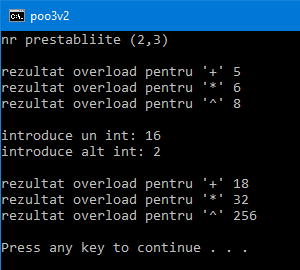 C:\. poo3v2
nr prestabliite (2,3)
rezultat overload pentru '+' 5
rezultat overload pentru '*' 6
rezultat overload pentru '^' 8
introduce un int: 16
introduce alt int: 2
rezultat overload pentru '+' 18
rezultat overload pentru '*' 32
rezultat overload pentru '^' 256
Press any key to continue . . .